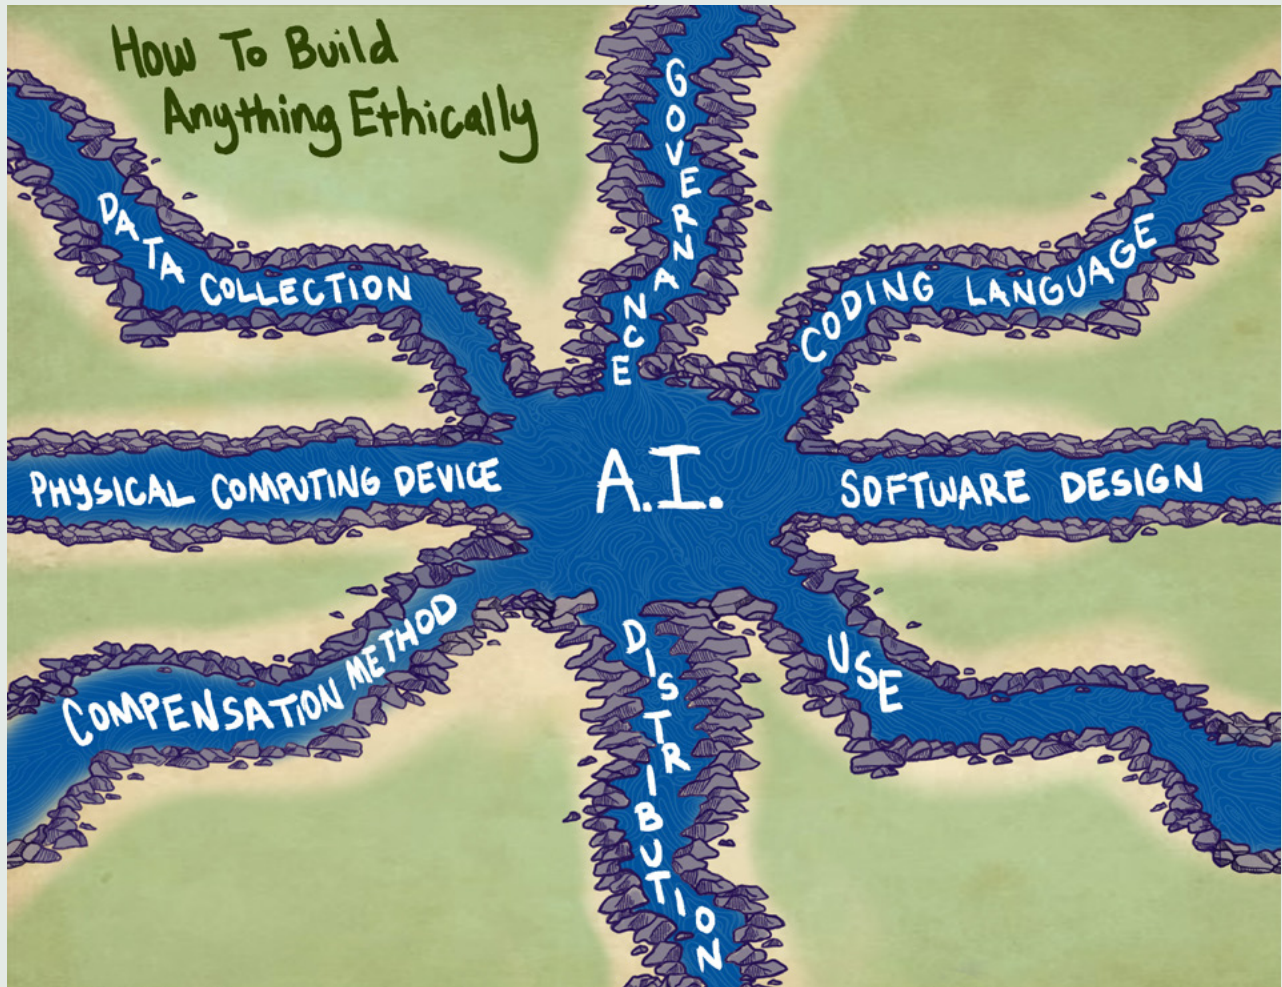 How To Build
Anything Ethically
GOVERNANCE
DATA COLLECTION
CODING LANGUAGE
PHYSICAL COMPUTING DEVICE
A.I.
SOFTWARE DESIGN
COMPENSATION METHOD
DISTRIBUTION
USE